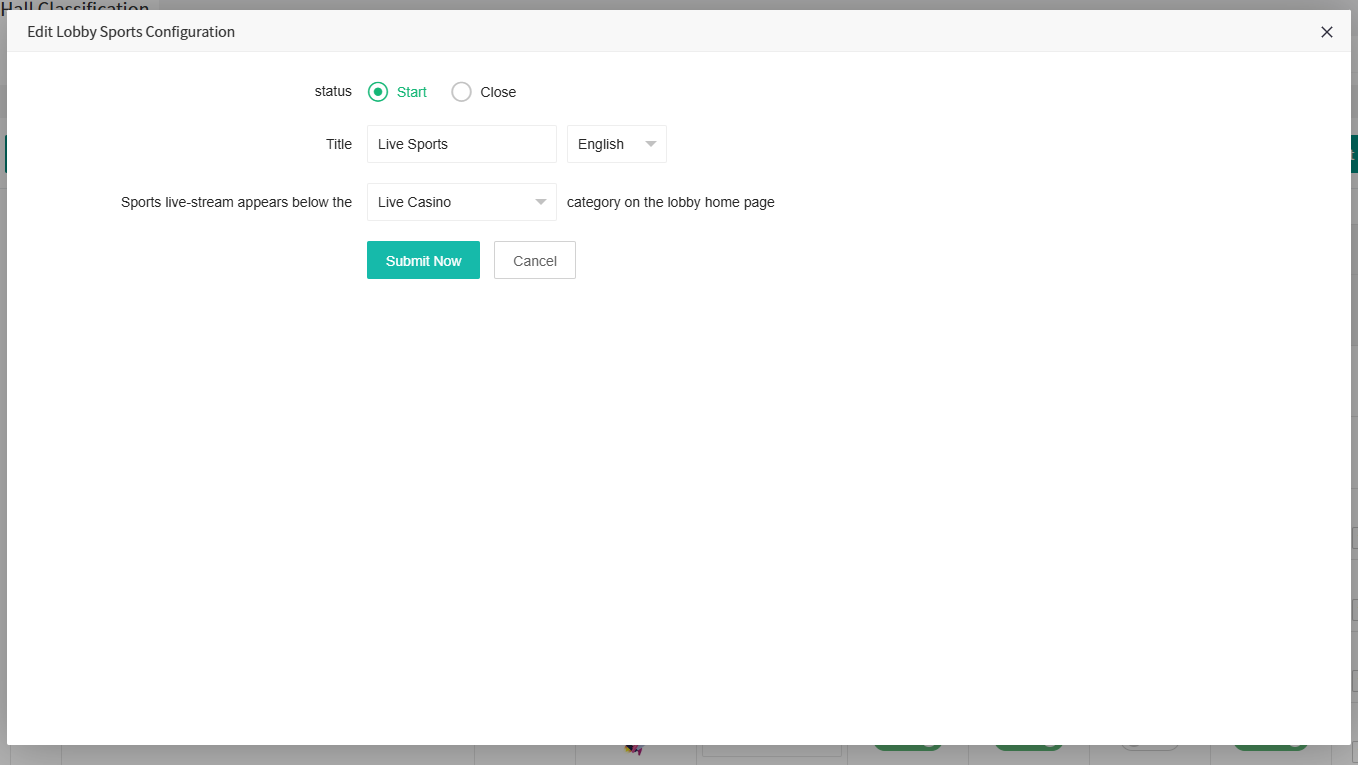 Hall Classification
Edit Lobby Sports Configuration
status Start Close
Title Live Sports English
Sports live-stream appears below the Live Casino category on the lobby home page
Submit Now Cancel